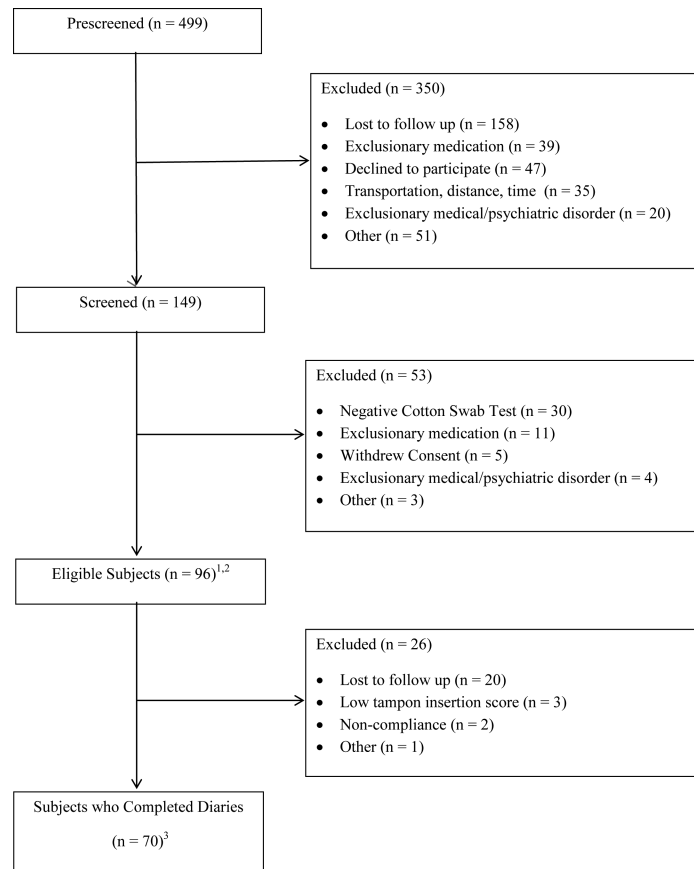 Prescreened (n = 499)
Excluded (n = 350)
• Lost to follow up (n = 158)
• Exclusionary medication (n = 39)
• Declined to participate (n = 47)
• Transportation, distance, time (n = 35)
• Exclusionary medical/psychiatric disorder (n = 20)
• Other (n = 51)
Screened (n = 149)
Excluded (n = 53)
• Negative Cotton Swab Test (n = 30)
• Exclusionary medication (n = 11)
• Withdrew Consent (n = 5)
• Exclusionary medical/psychiatric disorder (n = 4)
• Other (n = 3)
Eligible Subjects (n = 96)1,2
Excluded (n = 26)
• Lost to follow up (n = 20)
• Low tampon insertion score (n = 3)
• Non-compliance (n = 2)
• Other (n = 1)
Subjects who Completed Diaries
(n = 70)3